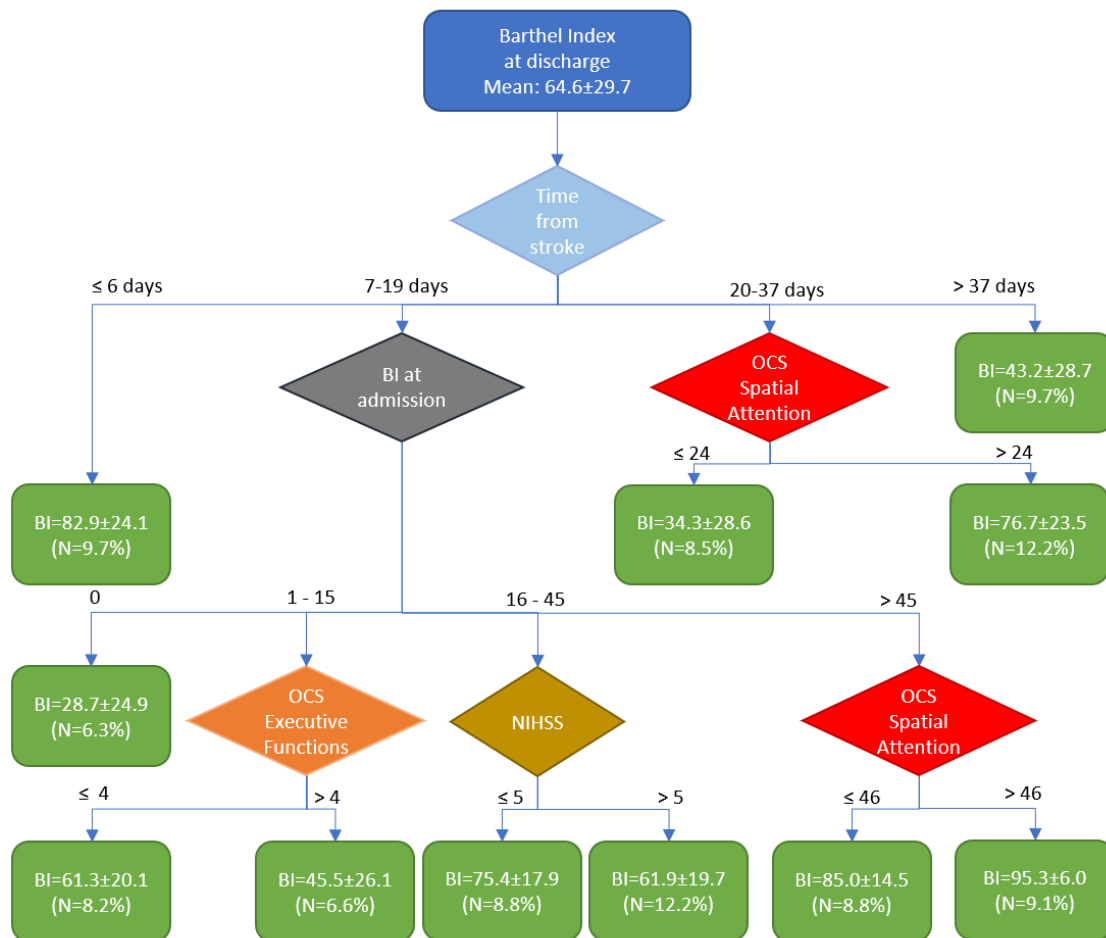 Barthel Index
at discharge
Mean: 64.6±29.7
Time
from
stroke
≤ 6 days
7-19 days
20-37 days
> 37 days
BI at
admission
OCS
Spatial
Attention
BI=43.2±28.7
(N=9.7%)
≤ 24
> 24
BI=82.9±24.1
(N=9.7%)
BI=34.3±28.6
(N=8.5%)
BI=76.7±23.5
(N=12.2%)
0
1 - 15
16 - 45
> 45
BI=28.7±24.9
(N=6.3%)
OCS
Executive
Functions
NIHSS
OCS
Spatial
Attention
≤ 4
> 4
≤ 5
> 5
≤46
> 46
BI=61.3±20.1
(N=8.2%)
BI=45.5±26.1
(N=6.6%)
BI=75.4±17.9
(N=8.8%)
BI=61.9±19.7
(N=12.2%)
BI=85.0±14.5
(N=8.8%)
BI=95.3±6.0
(N=9.1%)